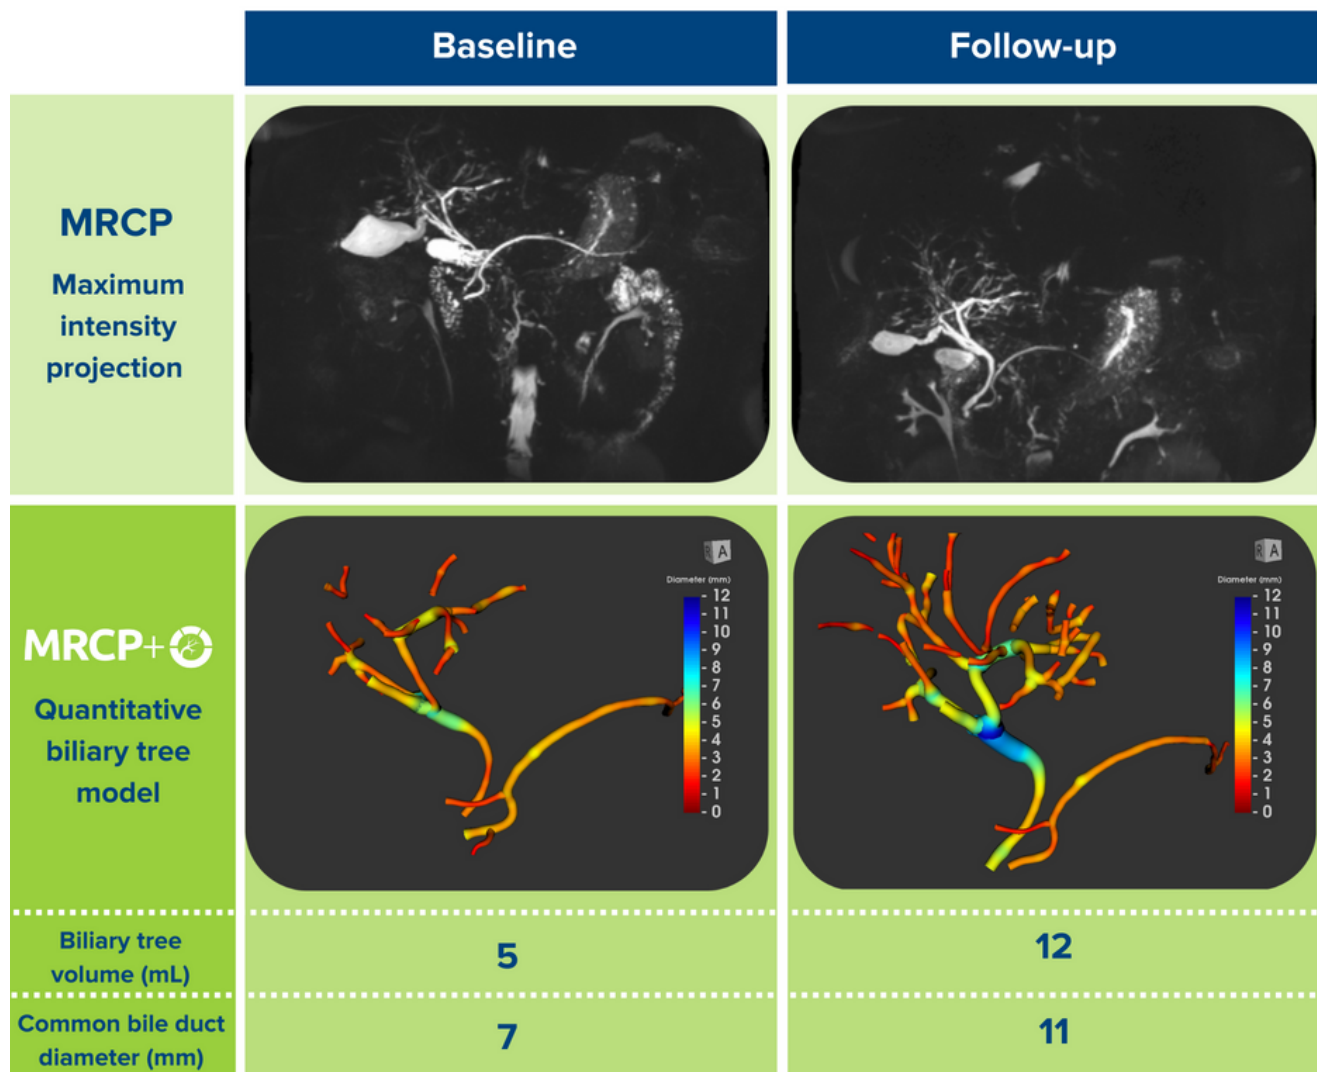 Baseline
Follow-up
MRCP
Maximum
intensity
projection
MRCP+
Quantitative
biliary tree
model
R A
Diameter (mm)
- 12
- 11
- 10
- 9
- 8
- 7
- 6
- 5
- 4
- 3
- 2
- 1
- 0
R A
Diameter (mm)
- 12
- 11
- 10
- 9
- 8
- 7
- 6
- 5
- 4
- 3
- 2
- 1
- 0
Biliary tree
volume (mL)
5
12
Common bile duct
diameter (mm)
7
11